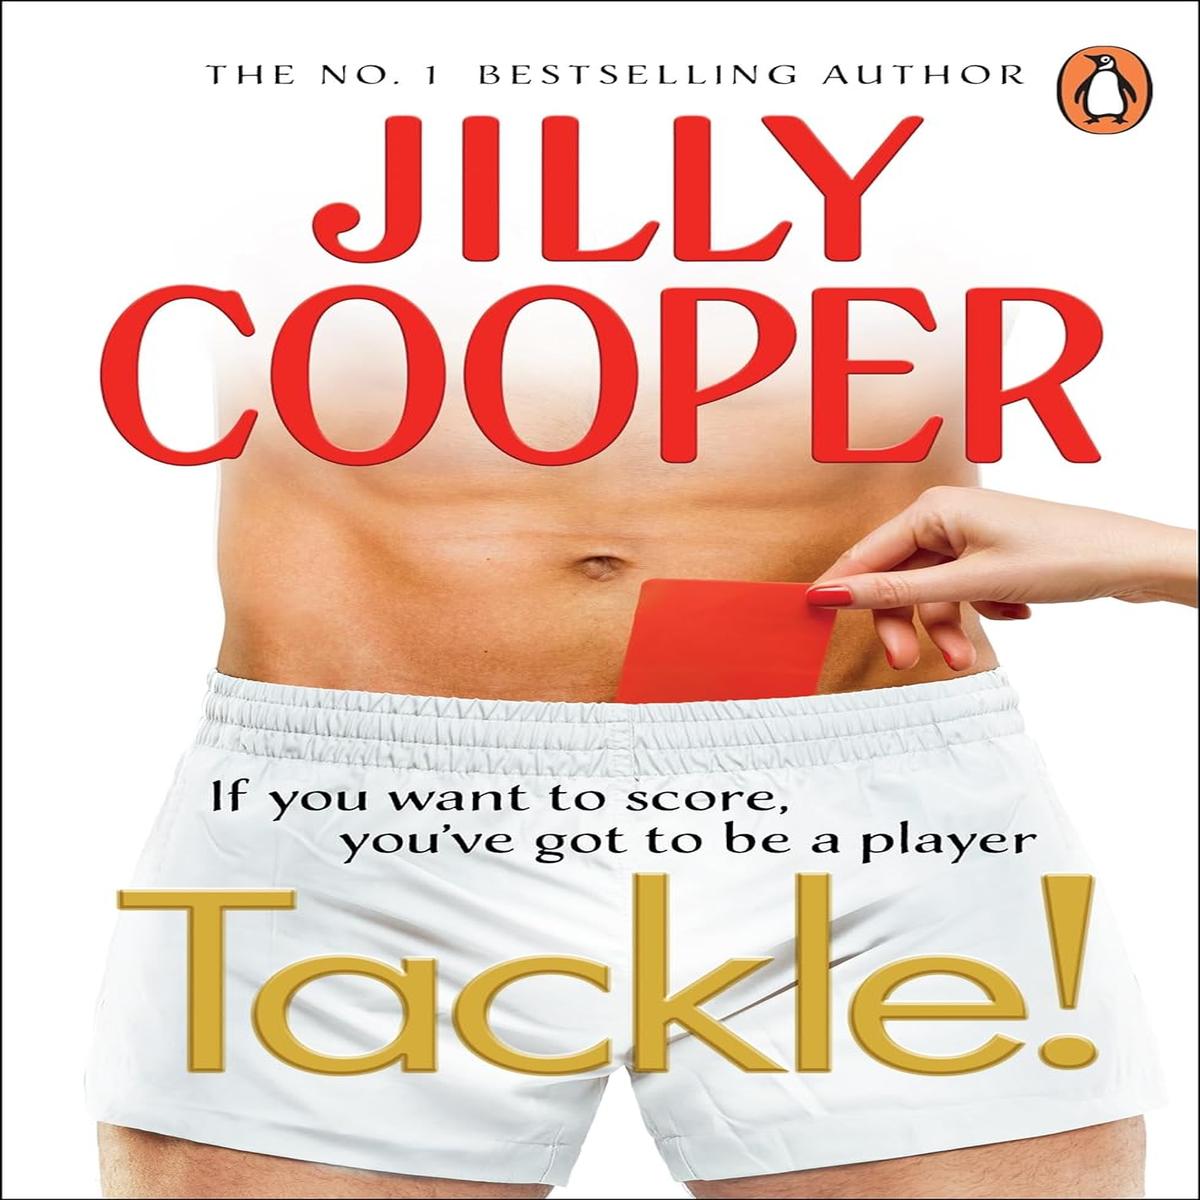 THE NO. 1 BESTSELLING AUTHOR
JILLY
COOPER
If you want to score,
you've got to be a player
Tackle!